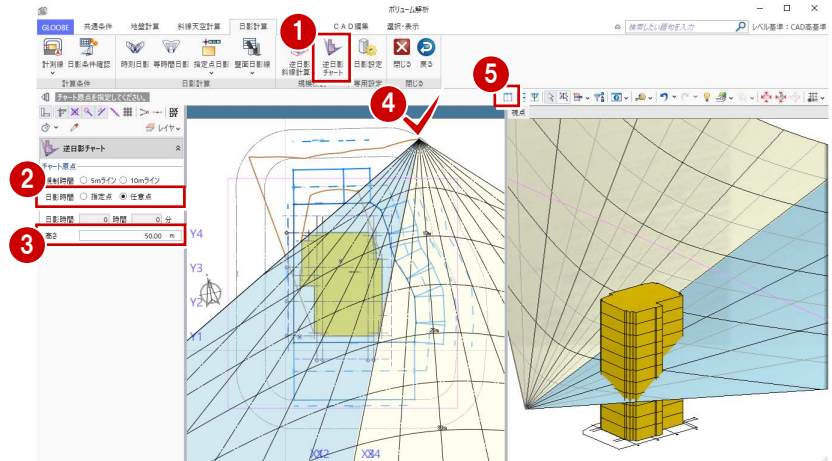 ボリューム解析
GLOOBE 共通条件 地盤計算 斜線天空計算 日影計算 CAD編集 選択・表示
検索したい語句を入力 レベル基準：CAD高基準
1
計測線 日影条件確認 時刻日影 等時間日影 指定点日影 壁面日影線 逆日影 斜線計算 逆日影 チャート 日影設定 閉じる 戻る
計算条件 日影計算 専用設定 閉じる
5
チャート原点を指定してください。
視点
4
レイヤ
逆日影チャート
チャート原点
2
規制時間 5mライン 10mライン
日影時間 指定点 任意点
日影時間 0 時間 0 分
3
高さ 50.00 m
Y4
Y3
Y2
Y1
10m
20m
30m
X2 X4